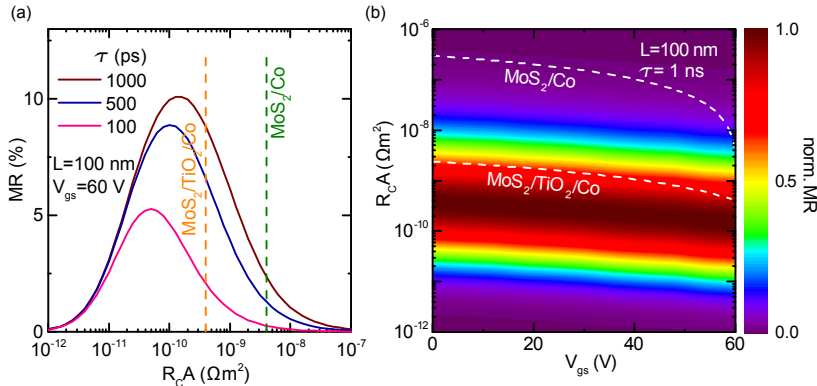 (a)
τ (ps)
1000
500
100
L=100 nm
V_gs=60 V
MoS₂/TiO₂/Co
MoS₂/Co
MR (%)
10
5
0
10⁻¹² 10⁻¹¹ 10⁻¹⁰ 10⁻⁹ 10⁻⁸ 10⁻⁷
R_CA (Ωm²)
(b)
L=100 nm
τ= 1 ns
MoS₂/Co
MoS₂/TiO₂/Co
R_CA (Ωm²)
10⁻⁶
10⁻⁸
10⁻¹⁰
10⁻¹²
0 20 40 60
V_gs (V)
1.0
0.5
0.0
norm. MR